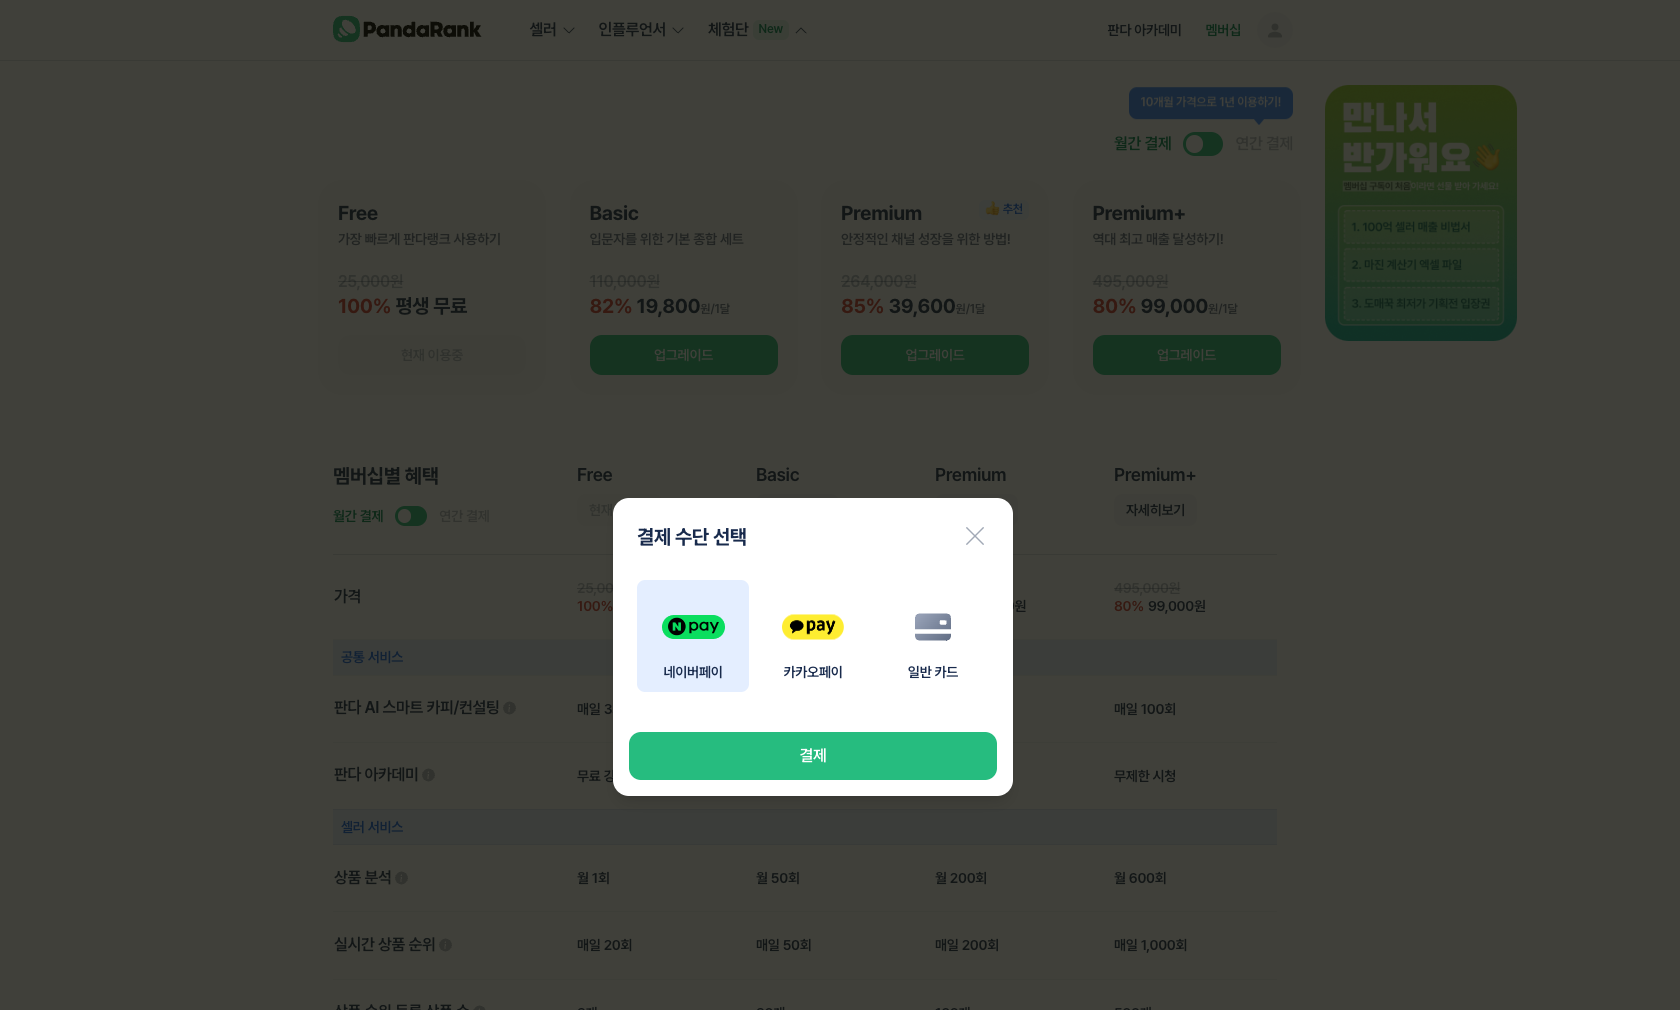 PandaRank
셀러
인플루언서
체험단 New
판다 아카데미
멤버십
10개월 가격으로 1년 이용하기!
월간 결제
연간 결제
만나서
반가워요
멤버십 구독이 처음이라면 선물 받아 가세요!
1. 100억 셀러 매출 비법서
2. 마진 계산기 엑셀 파일
3. 도매꾹 최저가 기획전 입장권
Free
가장 빠르게 판다랭크 사용하기
25,000원
100% 평생 무료
현재 이용중
Basic
입문자를 위한 기본 종합 세트
110,000원
82% 19,800원/1달
업그레이드
Premium
👍 추천
안정적인 채널 성장을 위한 방법!
264,000원
85% 39,600원/1달
업그레이드
Premium+
역대 최고 매출 달성하기!
495,000원
80% 99,000원/1달
업그레이드
멤버십별 혜택
Free
Basic
Premium
Premium+
월간 결제
연간 결제
현재
자세히보기
결제 수단 선택
N pay
네이버페이
pay
카카오페이
일반 카드
결제
가격
25,00
100%
원
495,000원
80% 99,000원
공통 서비스
판다 AI 스마트 카피/컨설팅
매일 3
매일 100회
판다 아카데미
무료 강
무제한 시청
셀러 서비스
상품 분석
월 1회
월 50회
월 200회
월 600회
실시간 상품 순위
매일 20회
매일 50회
매일 200회
매일 1,000회